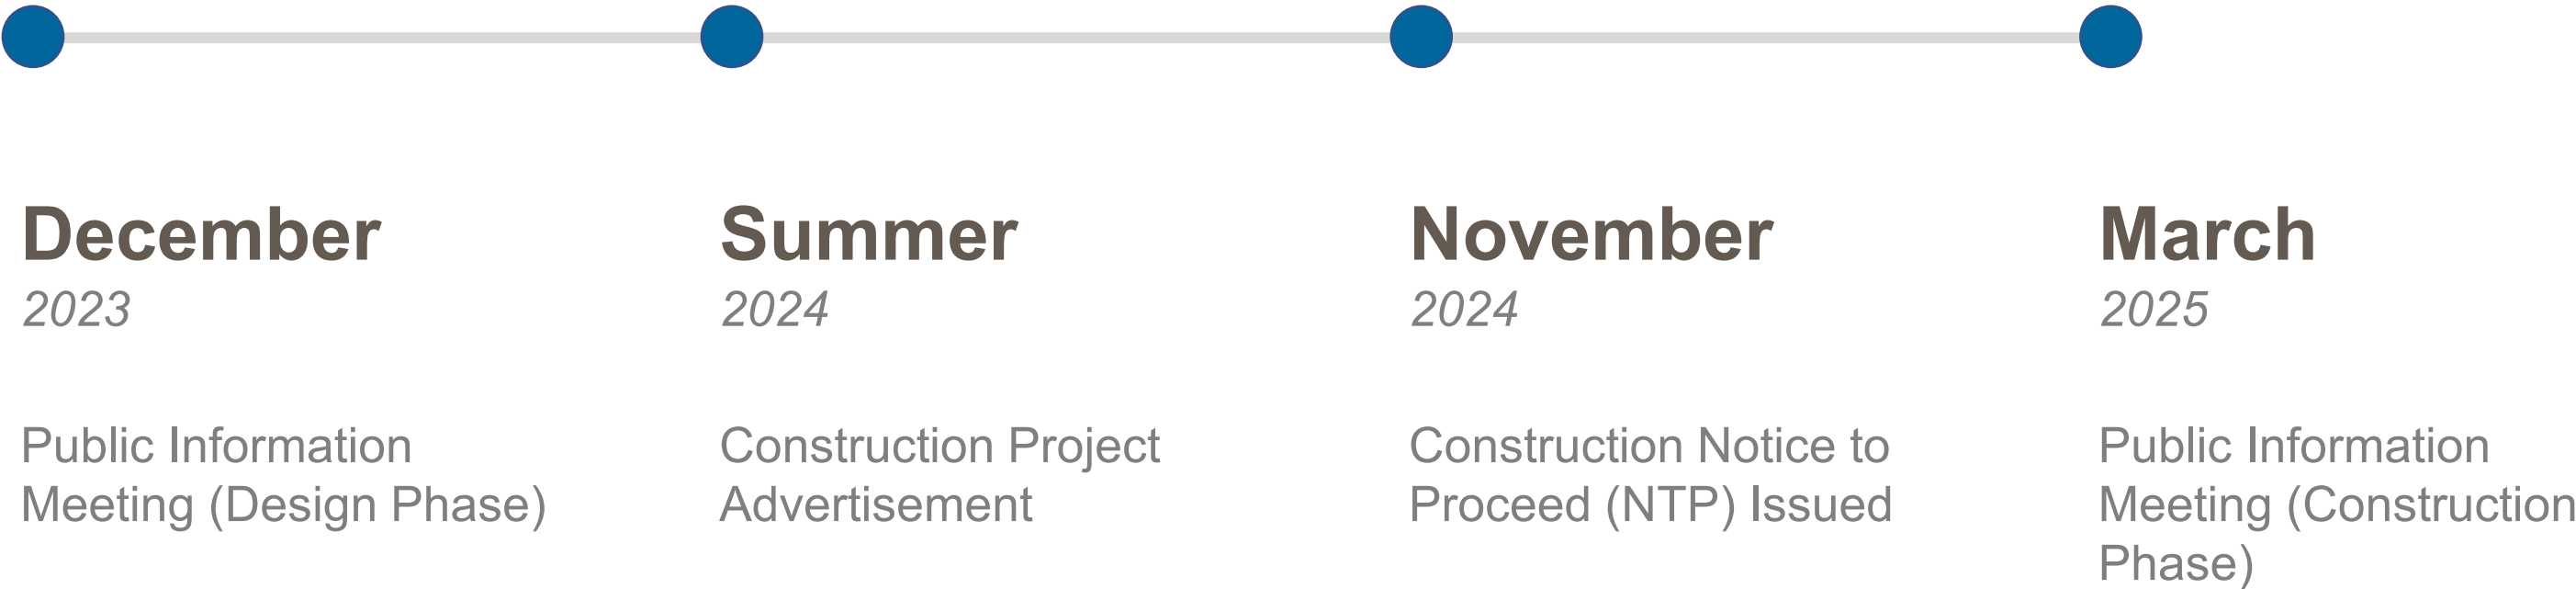 December
2023
Public Information
Meeting (Design Phase)
Summer
2024
Construction Project
Advertisement
November
2024
Construction Notice to
Proceed (NTP) Issued
March
2025
Public Information
Meeting (Construction
Phase)